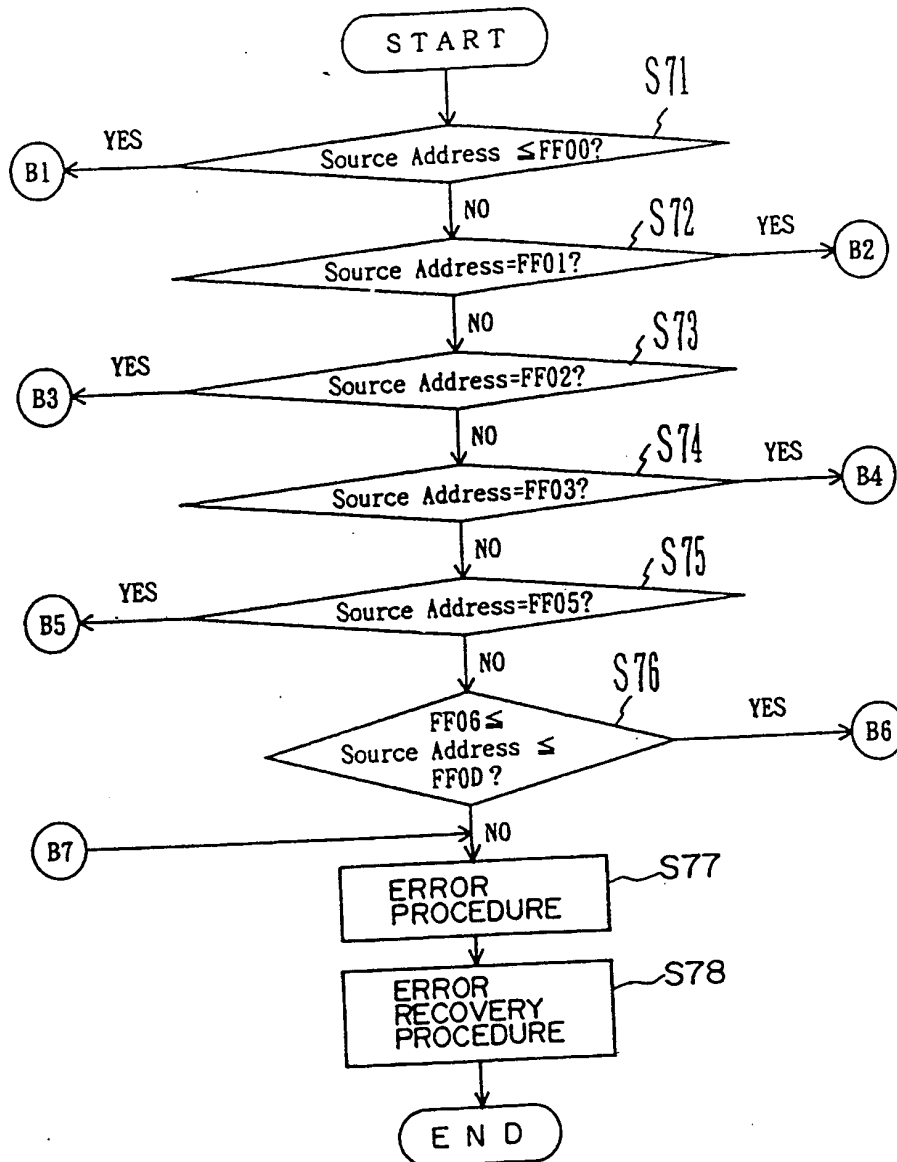 START
S71
YES
Source Address ≦FF00?
B1
NO
S72
YES
Source Address=FF01?
B2
NO
S73
YES
Source Address=FF02?
B3
NO
S74
YES
Source Address=FF03?
B4
NO
S75
YES
Source Address=FF05?
B5
NO
S76
FF06≦
Source Address ≦
FF0D?
YES
B6
NO
B7
ERROR
PROCEDURE
S77
ERROR
RECOVERY
PROCEDURE
S78
END